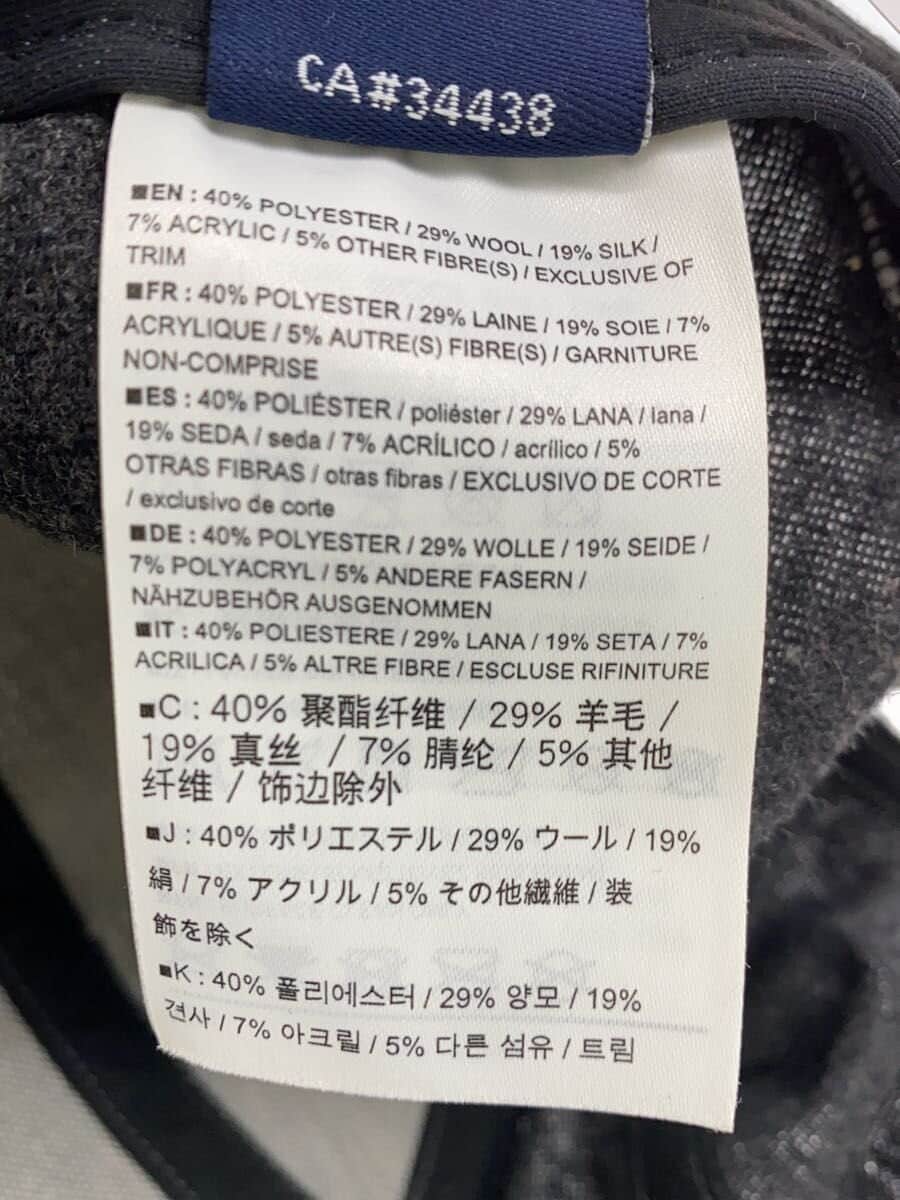 CA#34438
■EN : 40% POLYESTER / 29% WOOL / 19% SILK /
7% ACRYLIC / 5% OTHER FIBRE(S) / EXCLUSIVE OF
TRIM
■FR : 40% POLYESTER / 29% LAINE / 19% SOIE / 7%
ACRYLIQUE / 5% AUTRE(S) FIBRE(S) / GARNITURE
NON-COMPRISE
■ES : 40% POLIÉSTER / poliéster / 29% LANA / lana /
19% SEDA / seda / 7% ACRÍLICO / acrílico / 5%
OTRAS FIBRAS / otras fibras / EXCLUSIVO DE CORTE
/ exclusivo de corte
■DE : 40% POLYESTER / 29% WOLLE / 19% SEIDE /
7% POLYACRYL / 5% ANDERE FASERN /
NÄHZUBEHÖR AUSGENOMMEN
■IT : 40% POLIESTERE / 29% LANA / 19% SETA / 7%
ACRILICA / 5% ALTRE FIBRE / ESCLUSE RIFINITURE
■C : 40% 聚酯纤维 / 29% 羊毛 /
19% 真丝 / 7% 腈纶 / 5% 其他
纤维 / 饰边除外
■J : 40% ポリエステル / 29% ウール / 19%
絹 / 7% アクリル / 5% その他繊維 / 装
飾を除く
■K : 40% 폴리에스터 / 29% 양모 / 19%
견사 / 7% 아크릴 / 5% 다른 섬유 / 트림